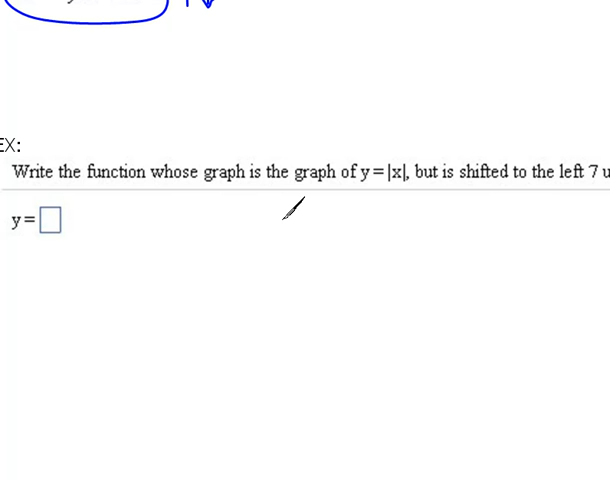 EX:
Write the function whose graph is the graph of y=|x|, but is shifted to the left 7 u
y=